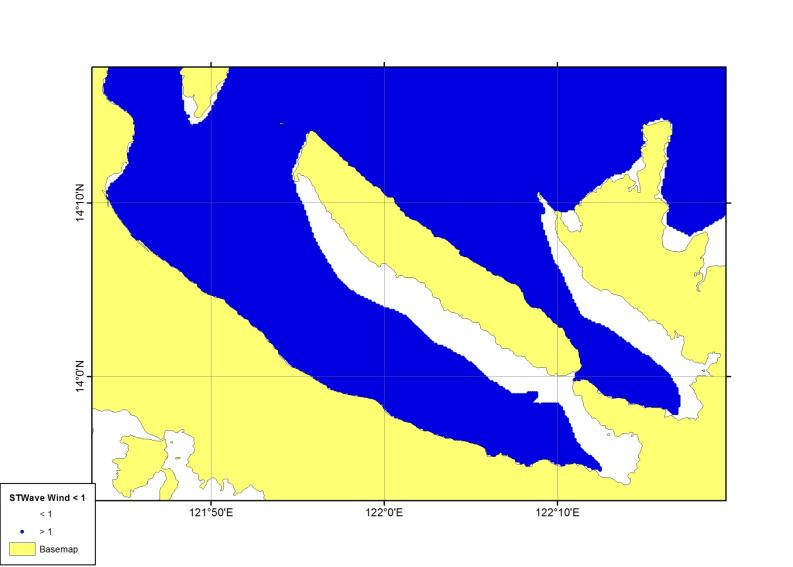 14°10'N
14°0'N
121°50'E
122°0'E
122°10'E
STWave Wind < 1
< 1
> 1
Basemap